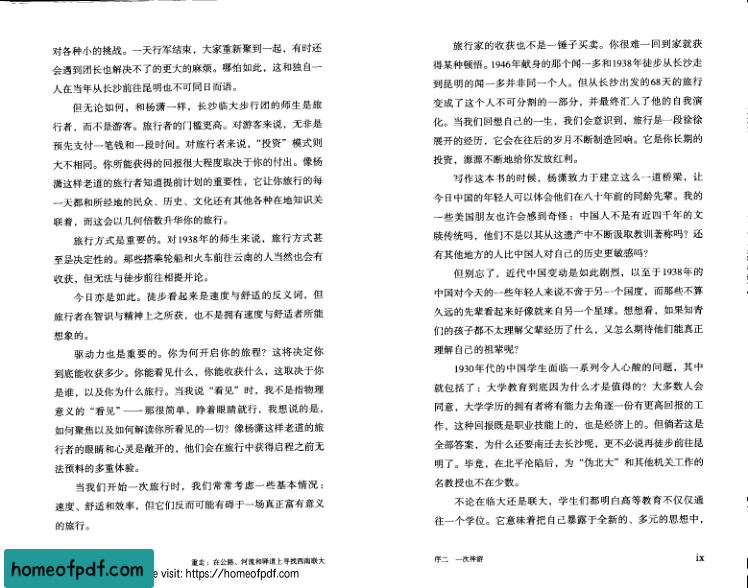 对各种小的挑战。一天行军结束，大家重新聚到一起，有时还
会遇到团长也解决不了的更大的麻烦。哪怕如此，这和独自一
人在当年从长沙前往昆明也不可同日而语。
但无论如何，和杨潇一样，长沙临大步行团的师生是旅
行者，而不是游客。旅行者的门槛更高。对游客来说，无非是
预先支付一笔钱和一段时间。对旅行者来说，“投资”模式则
大不相同。你所能获得的回报很大程度取决于你的付出。像杨
潇这样老道的旅行者知道提前计划的重要性，它让你旅行的每
一天都和所经地的民众、历史、文化还有其他各种在地知识关
联着，而这会以几何倍数升华你的旅行。
旅行方式是重要的。对1938年的师生来说，旅行方式甚
至是决定性的。那些搭乘轮船和火车前往云南的人当然也会有
收获，但无法与徒步前往相提并论。
今日亦是如此。徒步看起来是速度与舒适的反义词，但
旅行者在智识与精神上之所获，也不是拥有速度与舒适者所能
想象的。
驱动力也是重要的。你为何开启你的旅程？这将决定你
到底能收获多少。你能看见什么，你能收获什么，这取决于你
是谁，以及你为什么旅行。当我说“看见”时，我不是指物理
意义的“看见”——那很简单，睁着眼睛就行，我想说的是，
如何聚焦以及如何解读你所看见的一切？像杨潇这样老道的旅
行者的眼睛和心灵是敞开的，他们会在旅行中获得启程之前无
法预料的多重体验。
当我们开始一次旅行时，我们常常考虑一些基本情况：
速度、舒适和效率，但它们反而可能有碍于一场真正富有意义
的旅行。
重走：在公路、河流和驿道上寻找西南联大
homeofpdf.com
e visit: https://homeofpdf.com
旅行家的收获也不是一锤子买卖。你很难一回到家就获
得某种顿悟。1946年献身的那个闻一多和1938年徒步从长沙走
到昆明的闻一多并非同一个人。但从长沙出发的68天的旅行
变成了这个人不可分割的一部分，并最终汇入了他的自我演
化。当我们回想自己的一生，我们会意识到，旅行是一段徐徐
展开的经历，它会在往后的岁月不断制造回响。它是你长期的
投资，源源不断地给你发放红利。
写作这本书的时候，杨潇致力于建立这么一道桥梁，让
今日中国的年轻人可以体会他们在八十年前的同龄先辈。我的
一些美国朋友也许会感到奇怪：中国人不是有近四千年的文
牍传统吗，他们不是以其从这遗产中不断汲取教训著称吗？还
有其他地方的人比中国人对自己的历史更敏感吗？
但别忘了，近代中国变动是如此剧烈，以至于1938年的
中国对今天的一些年轻人来说不啻于另一个国度，而那些不算
久远的先辈看起来好像就来自另一个星球。想想看，如果知青
们的孩子都不太理解父辈经历了什么，又怎么期待他们能真正
理解自己的祖辈呢？
1930年代的中国学生面临一系列令人心酸的问题，其中
就包括了：大学教育到底因为什么才是值得的？大多数人会
同意，大学学历的拥有者将有能力去角逐一份有更高回报的工
作，这种回报既是职业技能上的，也是经济上的。但倘若这是
全部答案，为什么还要南迁去长沙呢，更不必说再徒步前往昆
明了。毕竟，在北平沦陷后，为“伪北大”和其他机关工作的
名教授也不在少数。
不论在临大还是联大，学生们都明白高等教育不仅仅通
往一个学位。它意味着把自己暴露于全新的、多元的思想中，
序二 一次神游
ix